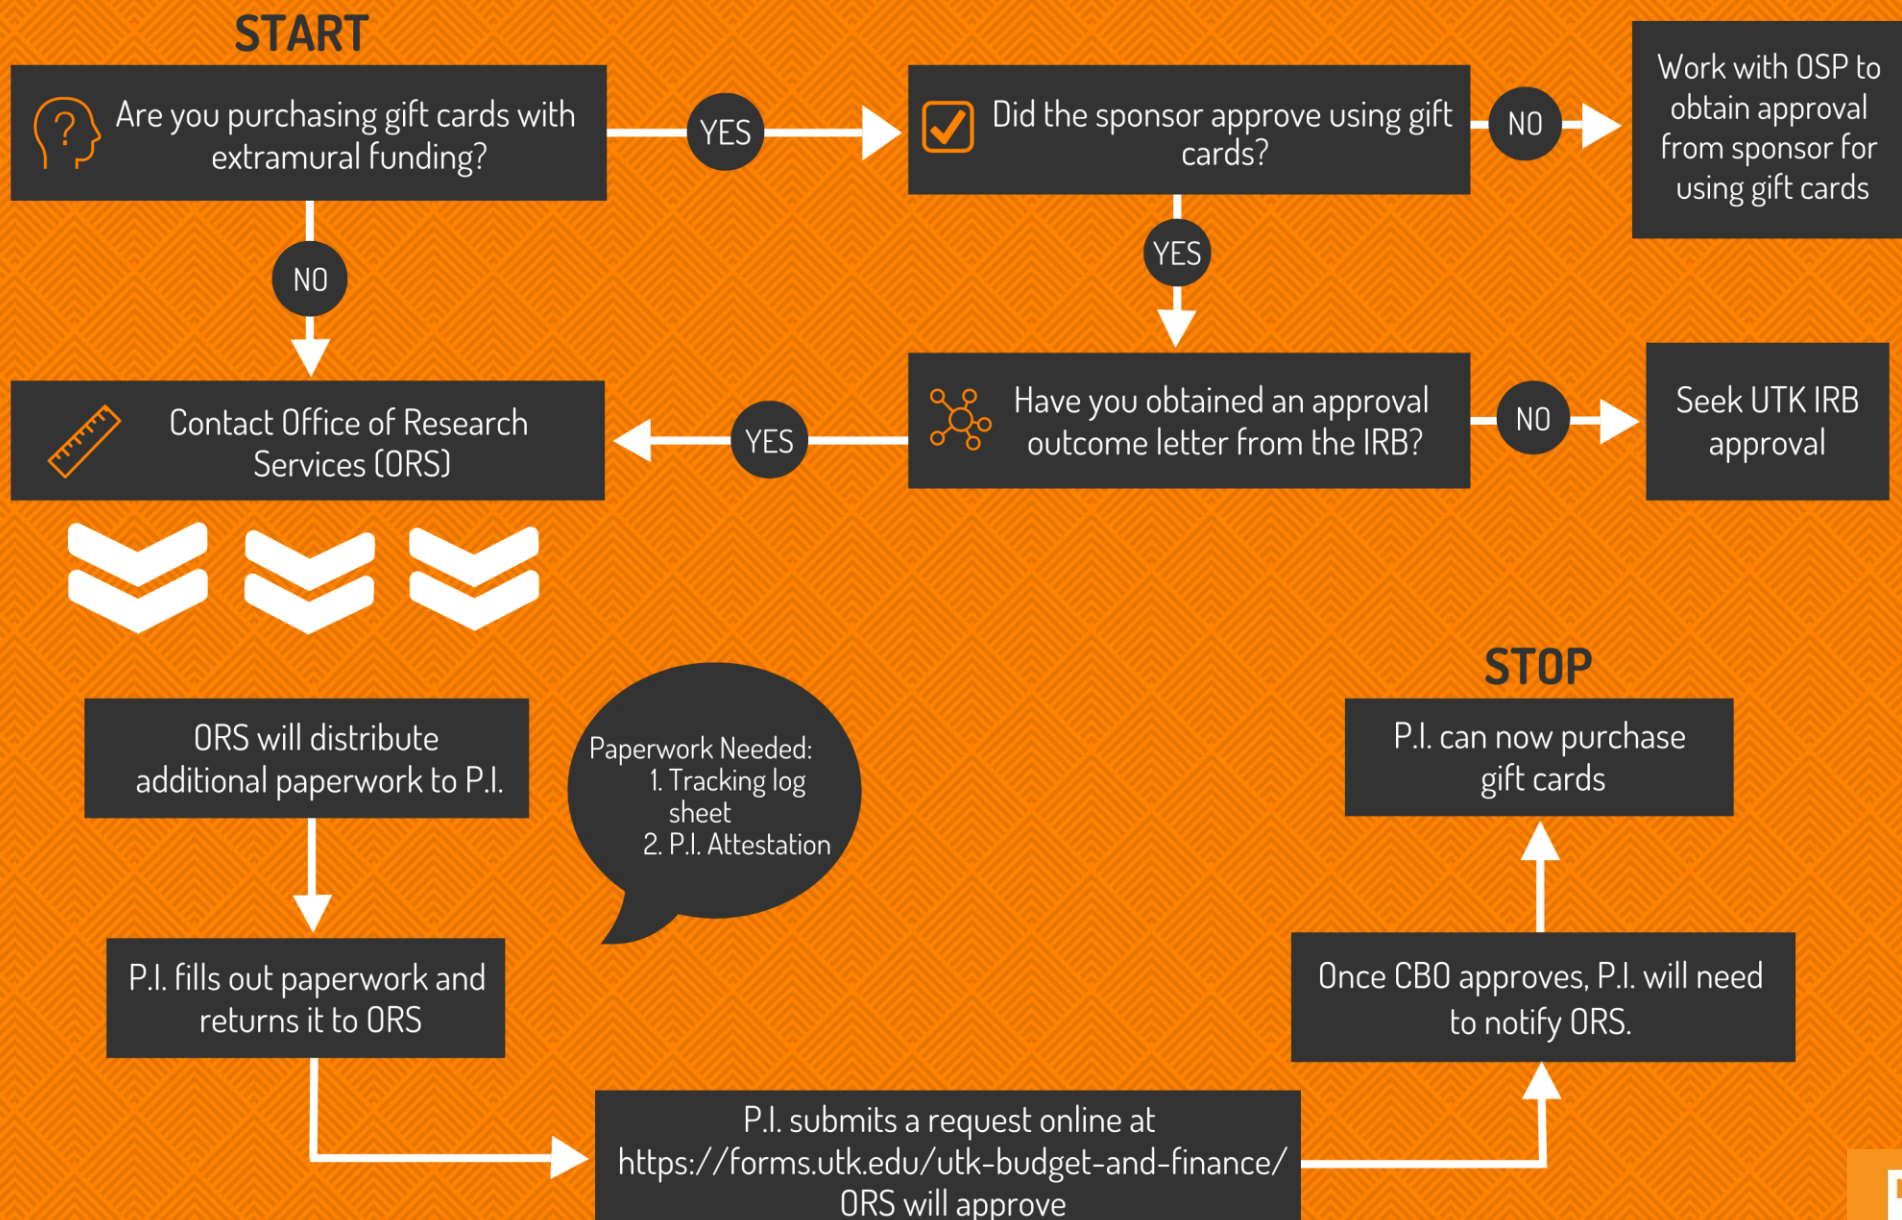 START
Are you purchasing gift cards with
extramural funding?
YES
Did the sponsor approve using gift
cards?
NO
Work with OSP to
obtain approval
from sponsor for
using gift cards
NO
YES
Contact Office of Research
Services (ORS)
YES
Have you obtained an approval
outcome letter from the IRB?
NO
Seek UTK IRB
approval
ORS will distribute
additional paperwork to P.I.
Paperwork Needed:
1. Tracking log
sheet
2. P.I. Attestation
P.I. fills out paperwork and
returns it to ORS
P.I. submits a request online at
https://forms.utk.edu/utk-budget-and-finance/
ORS will approve
Once CBO approves, P.I. will need
to notify ORS.
STOP
P.I. can now purchase
gift cards